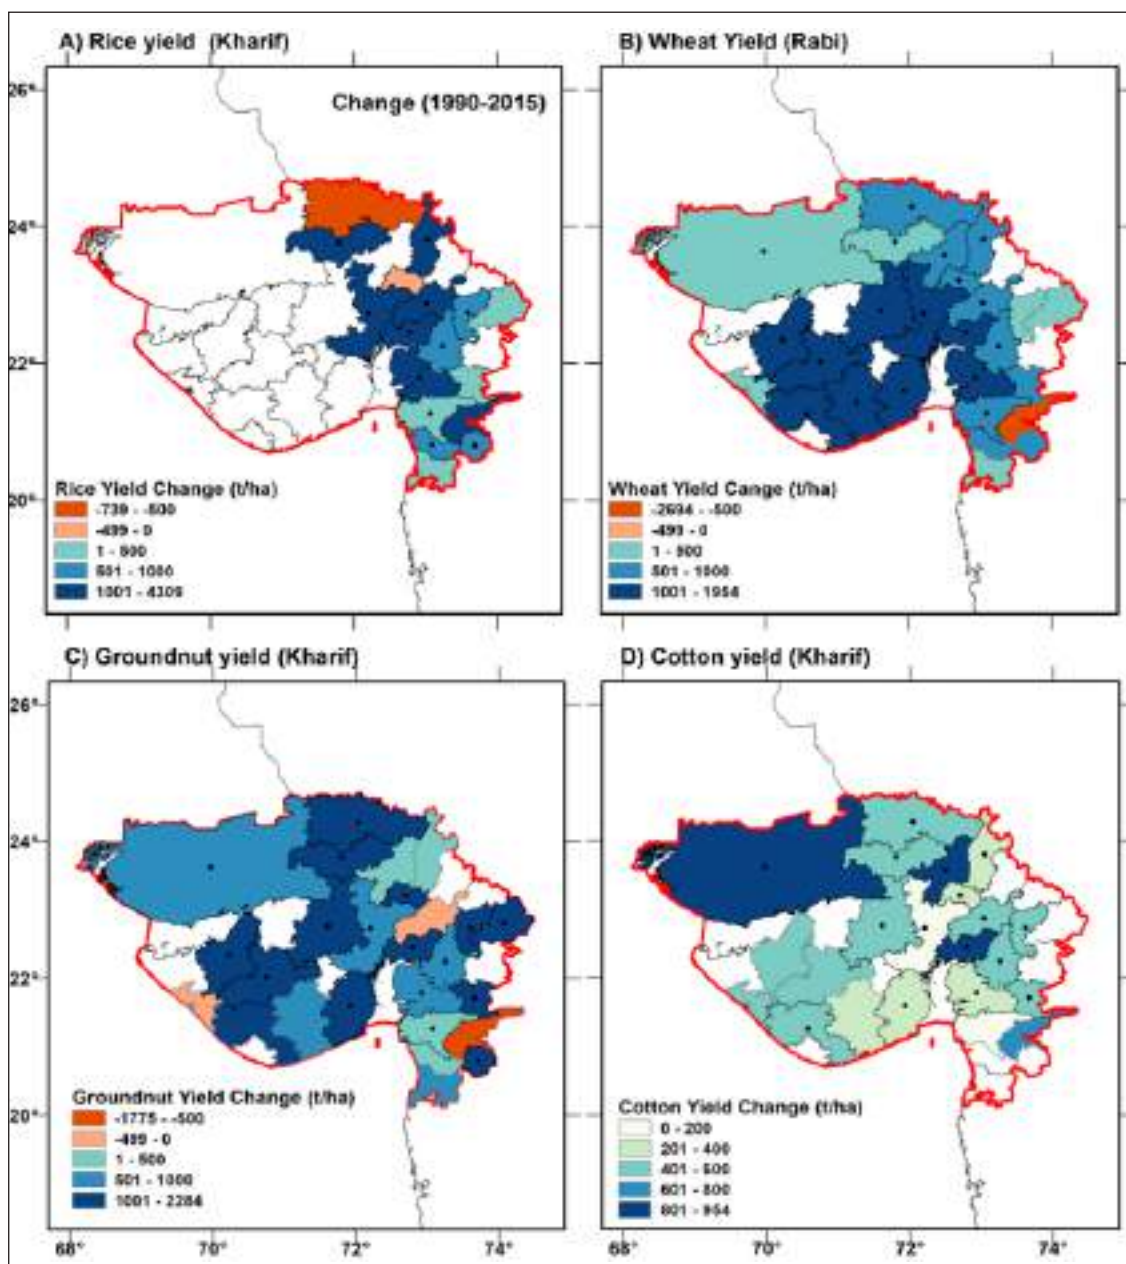 A) Rice yield (Kharif)
B) Wheat Yield (Rabi)
Change (1990-2015)
26°
24°
22°
20°
Rice Yield Change (t/ha)
-739 - -500
-499 - 0
1 - 500
501 - 1000
1001 - 4309
Wheat Yield Cange (t/ha)
-2694 - -500
-499 - 0
1 - 500
501 - 1000
1001 - 1954
C) Groundnut yield (Kharif)
D) Cotton yield (Kharif)
26°
24°
22°
20°
Groundnut Yield Change (t/ha)
-1775 - -500
-499 - 0
1 - 500
501 - 1000
1001 - 2284
Cotton Yield Change (t/ha)
0 - 200
201 - 400
401 - 600
601 - 800
801 - 954
68° 70° 72° 74° 68° 70° 72° 74°